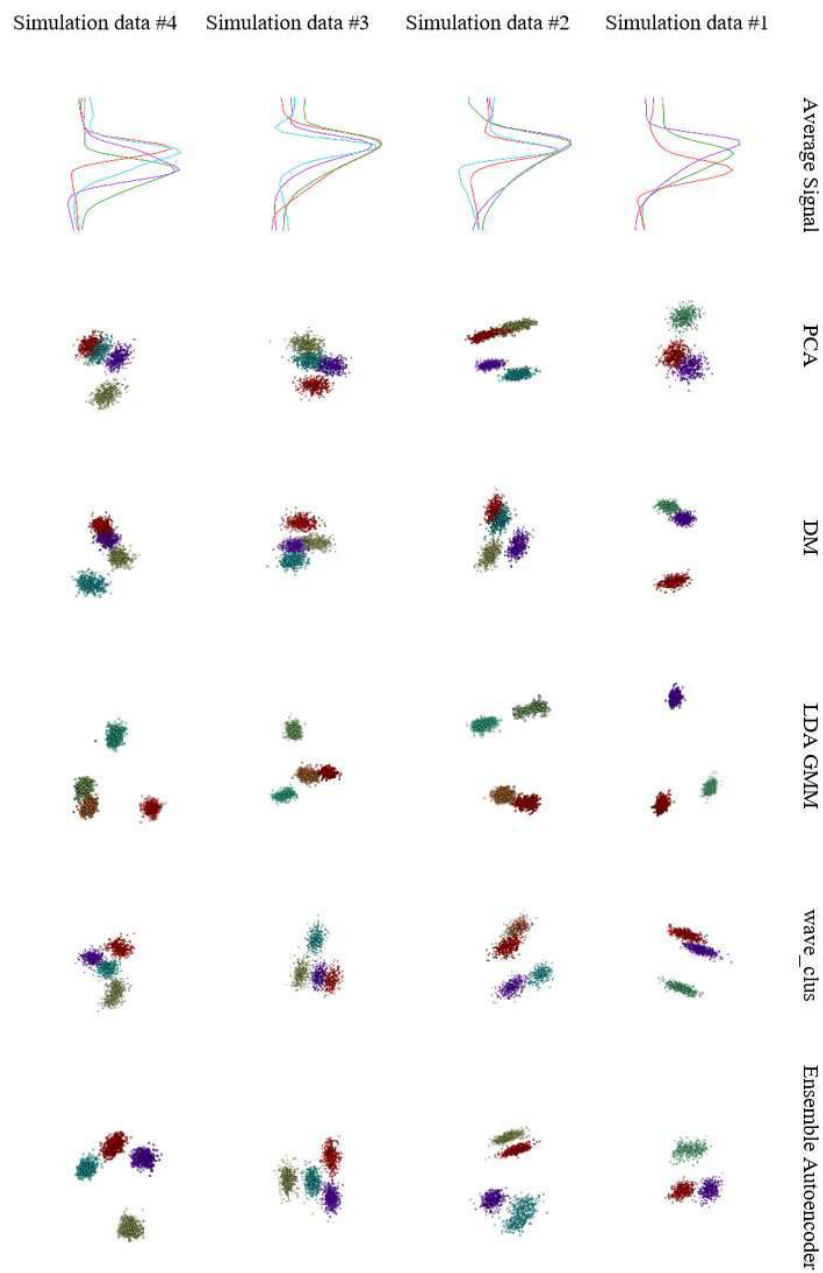 Simulation data #4
Simulation data #3
Simulation data #2
Simulation data #1
Average Signal
PCA
DM
LDA GMM
wave_clus
Ensemble Autoencoder